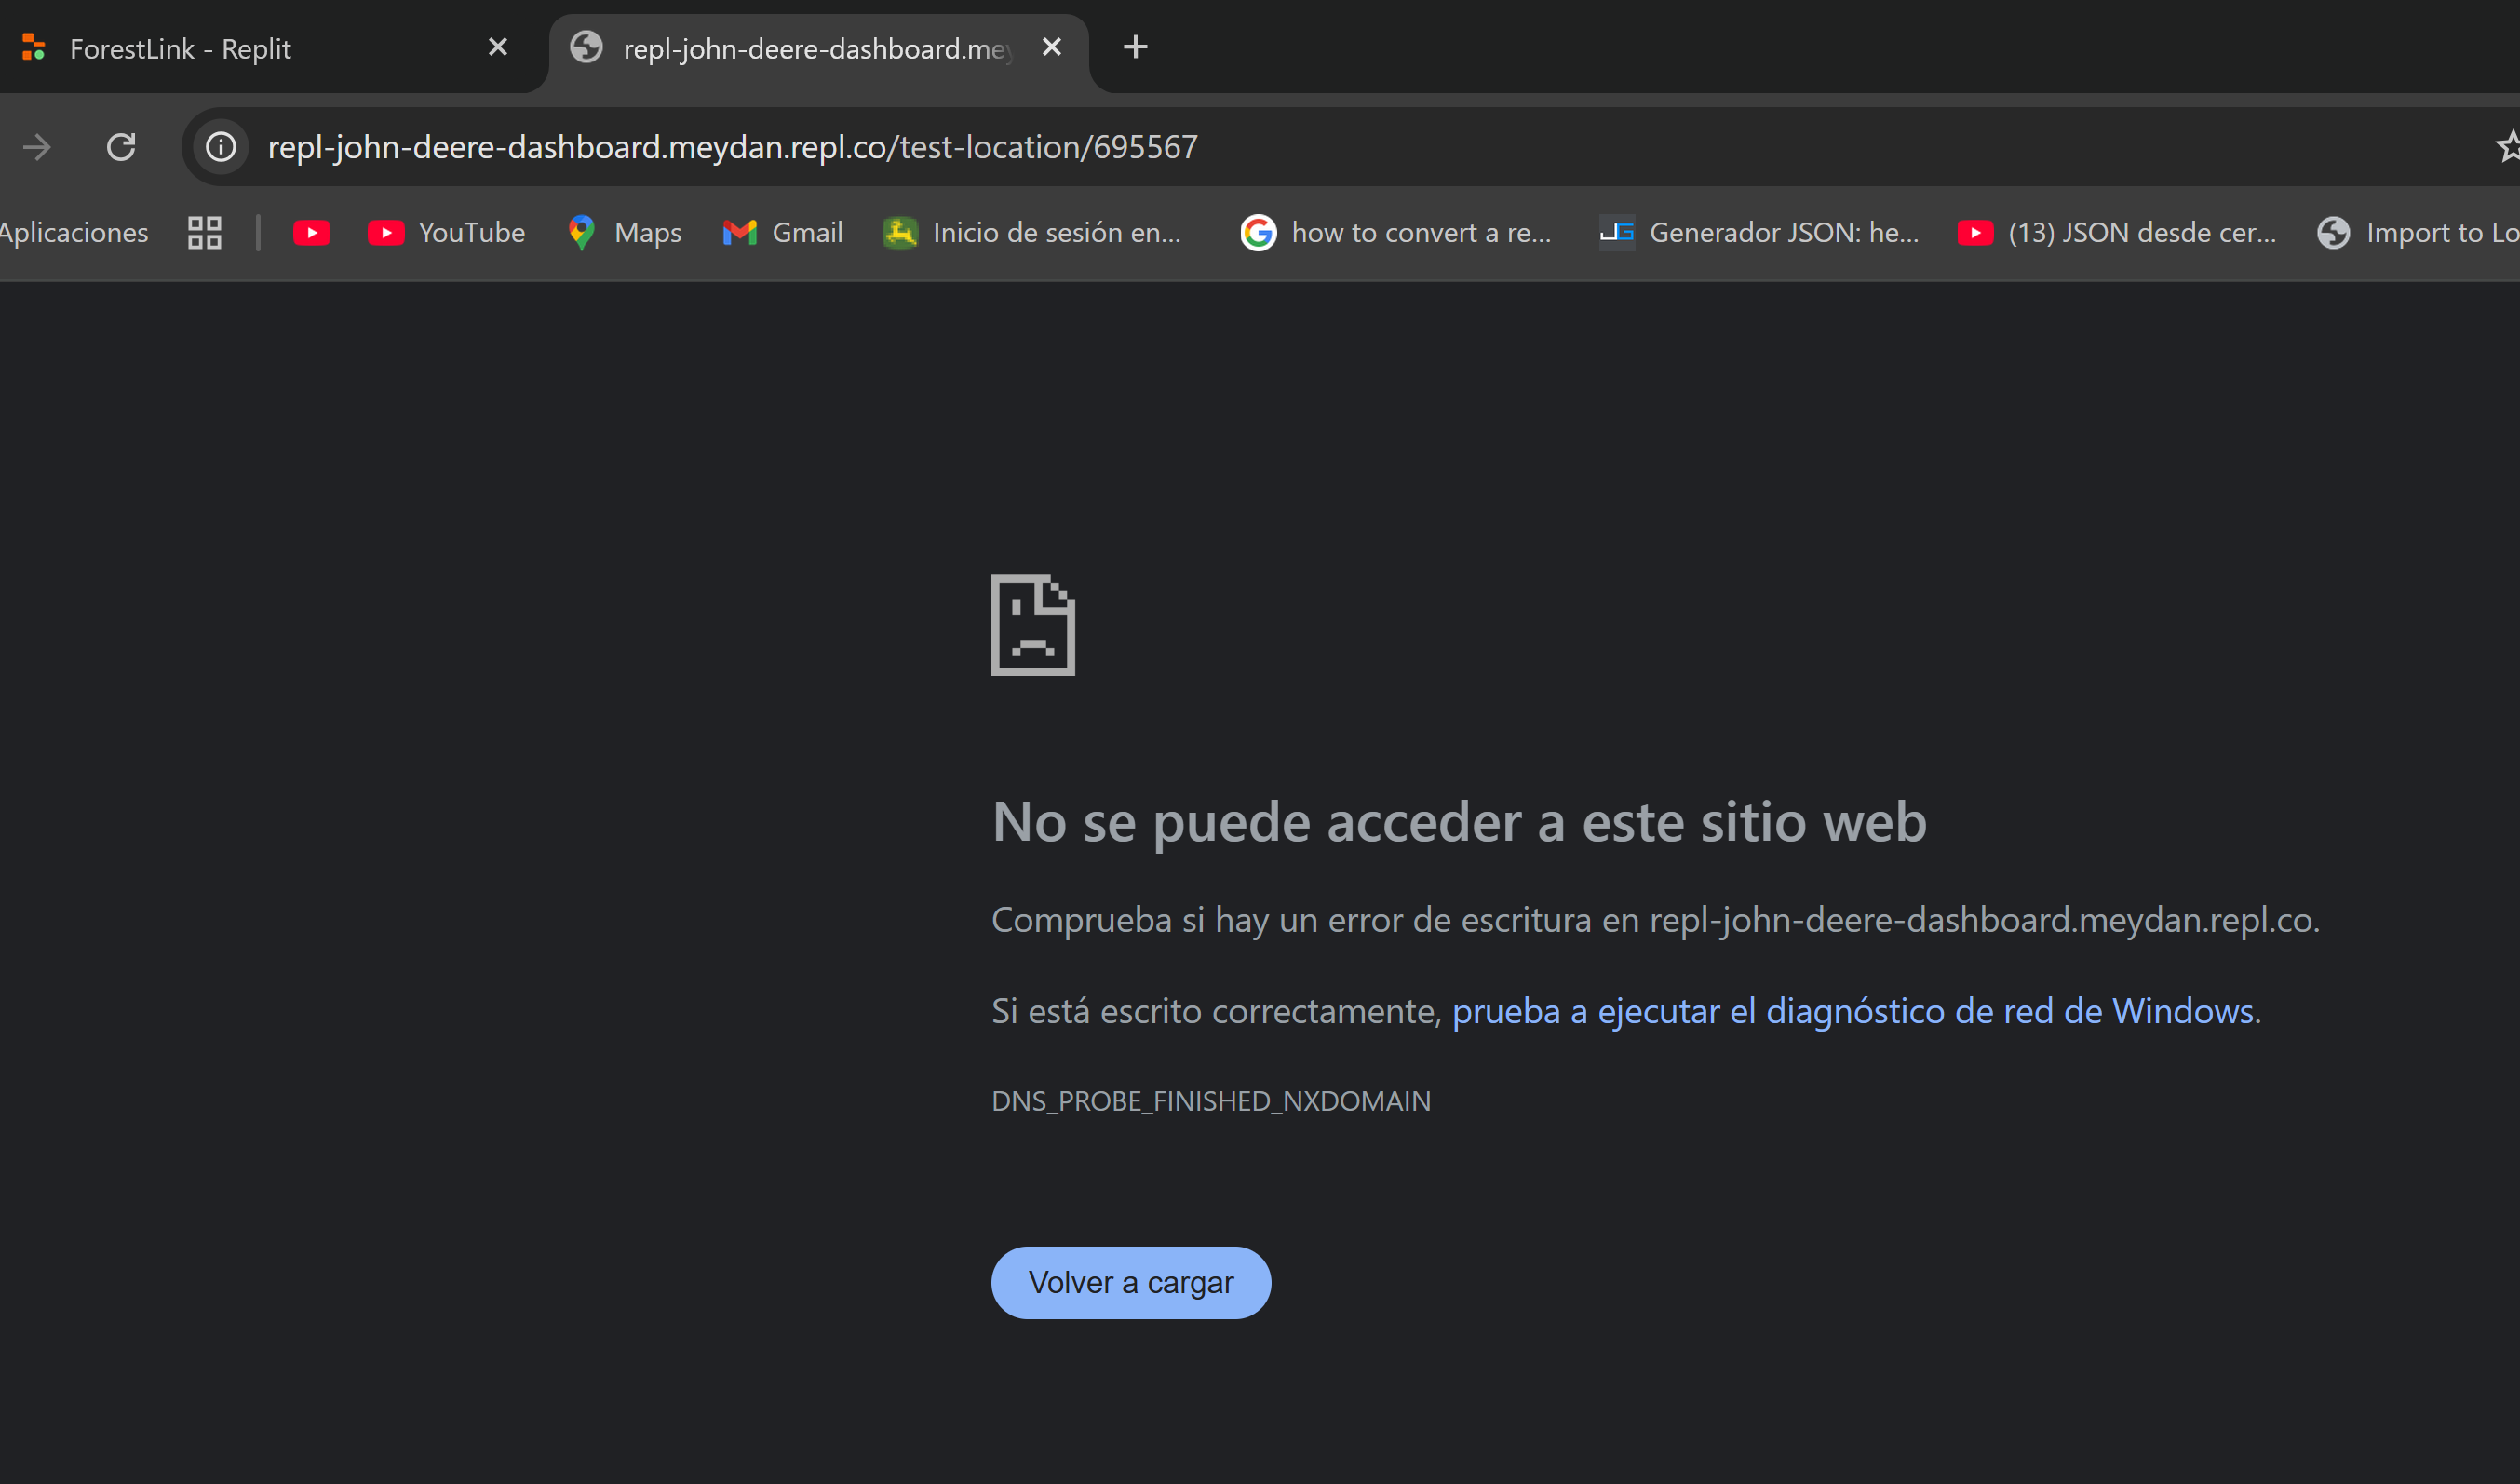 ForestLink - Replit
repl-john-deere-dashboard.mey
repl-john-deere-dashboard.meydan.repl.co/test-location/695567
Aplicaciones
YouTube
Maps
Gmail
Inicio de sesión en...
how to convert a re...
Generador JSON: he...
(13) JSON desde cer...
Import to Lo
No se puede acceder a este sitio web
Comprueba si hay un error de escritura en repl-john-deere-dashboard.meydan.repl.co.
Si está escrito correctamente, prueba a ejecutar el diagnóstico de red de Windows.
DNS_PROBE_FINISHED_NXDOMAIN
Volver a cargar